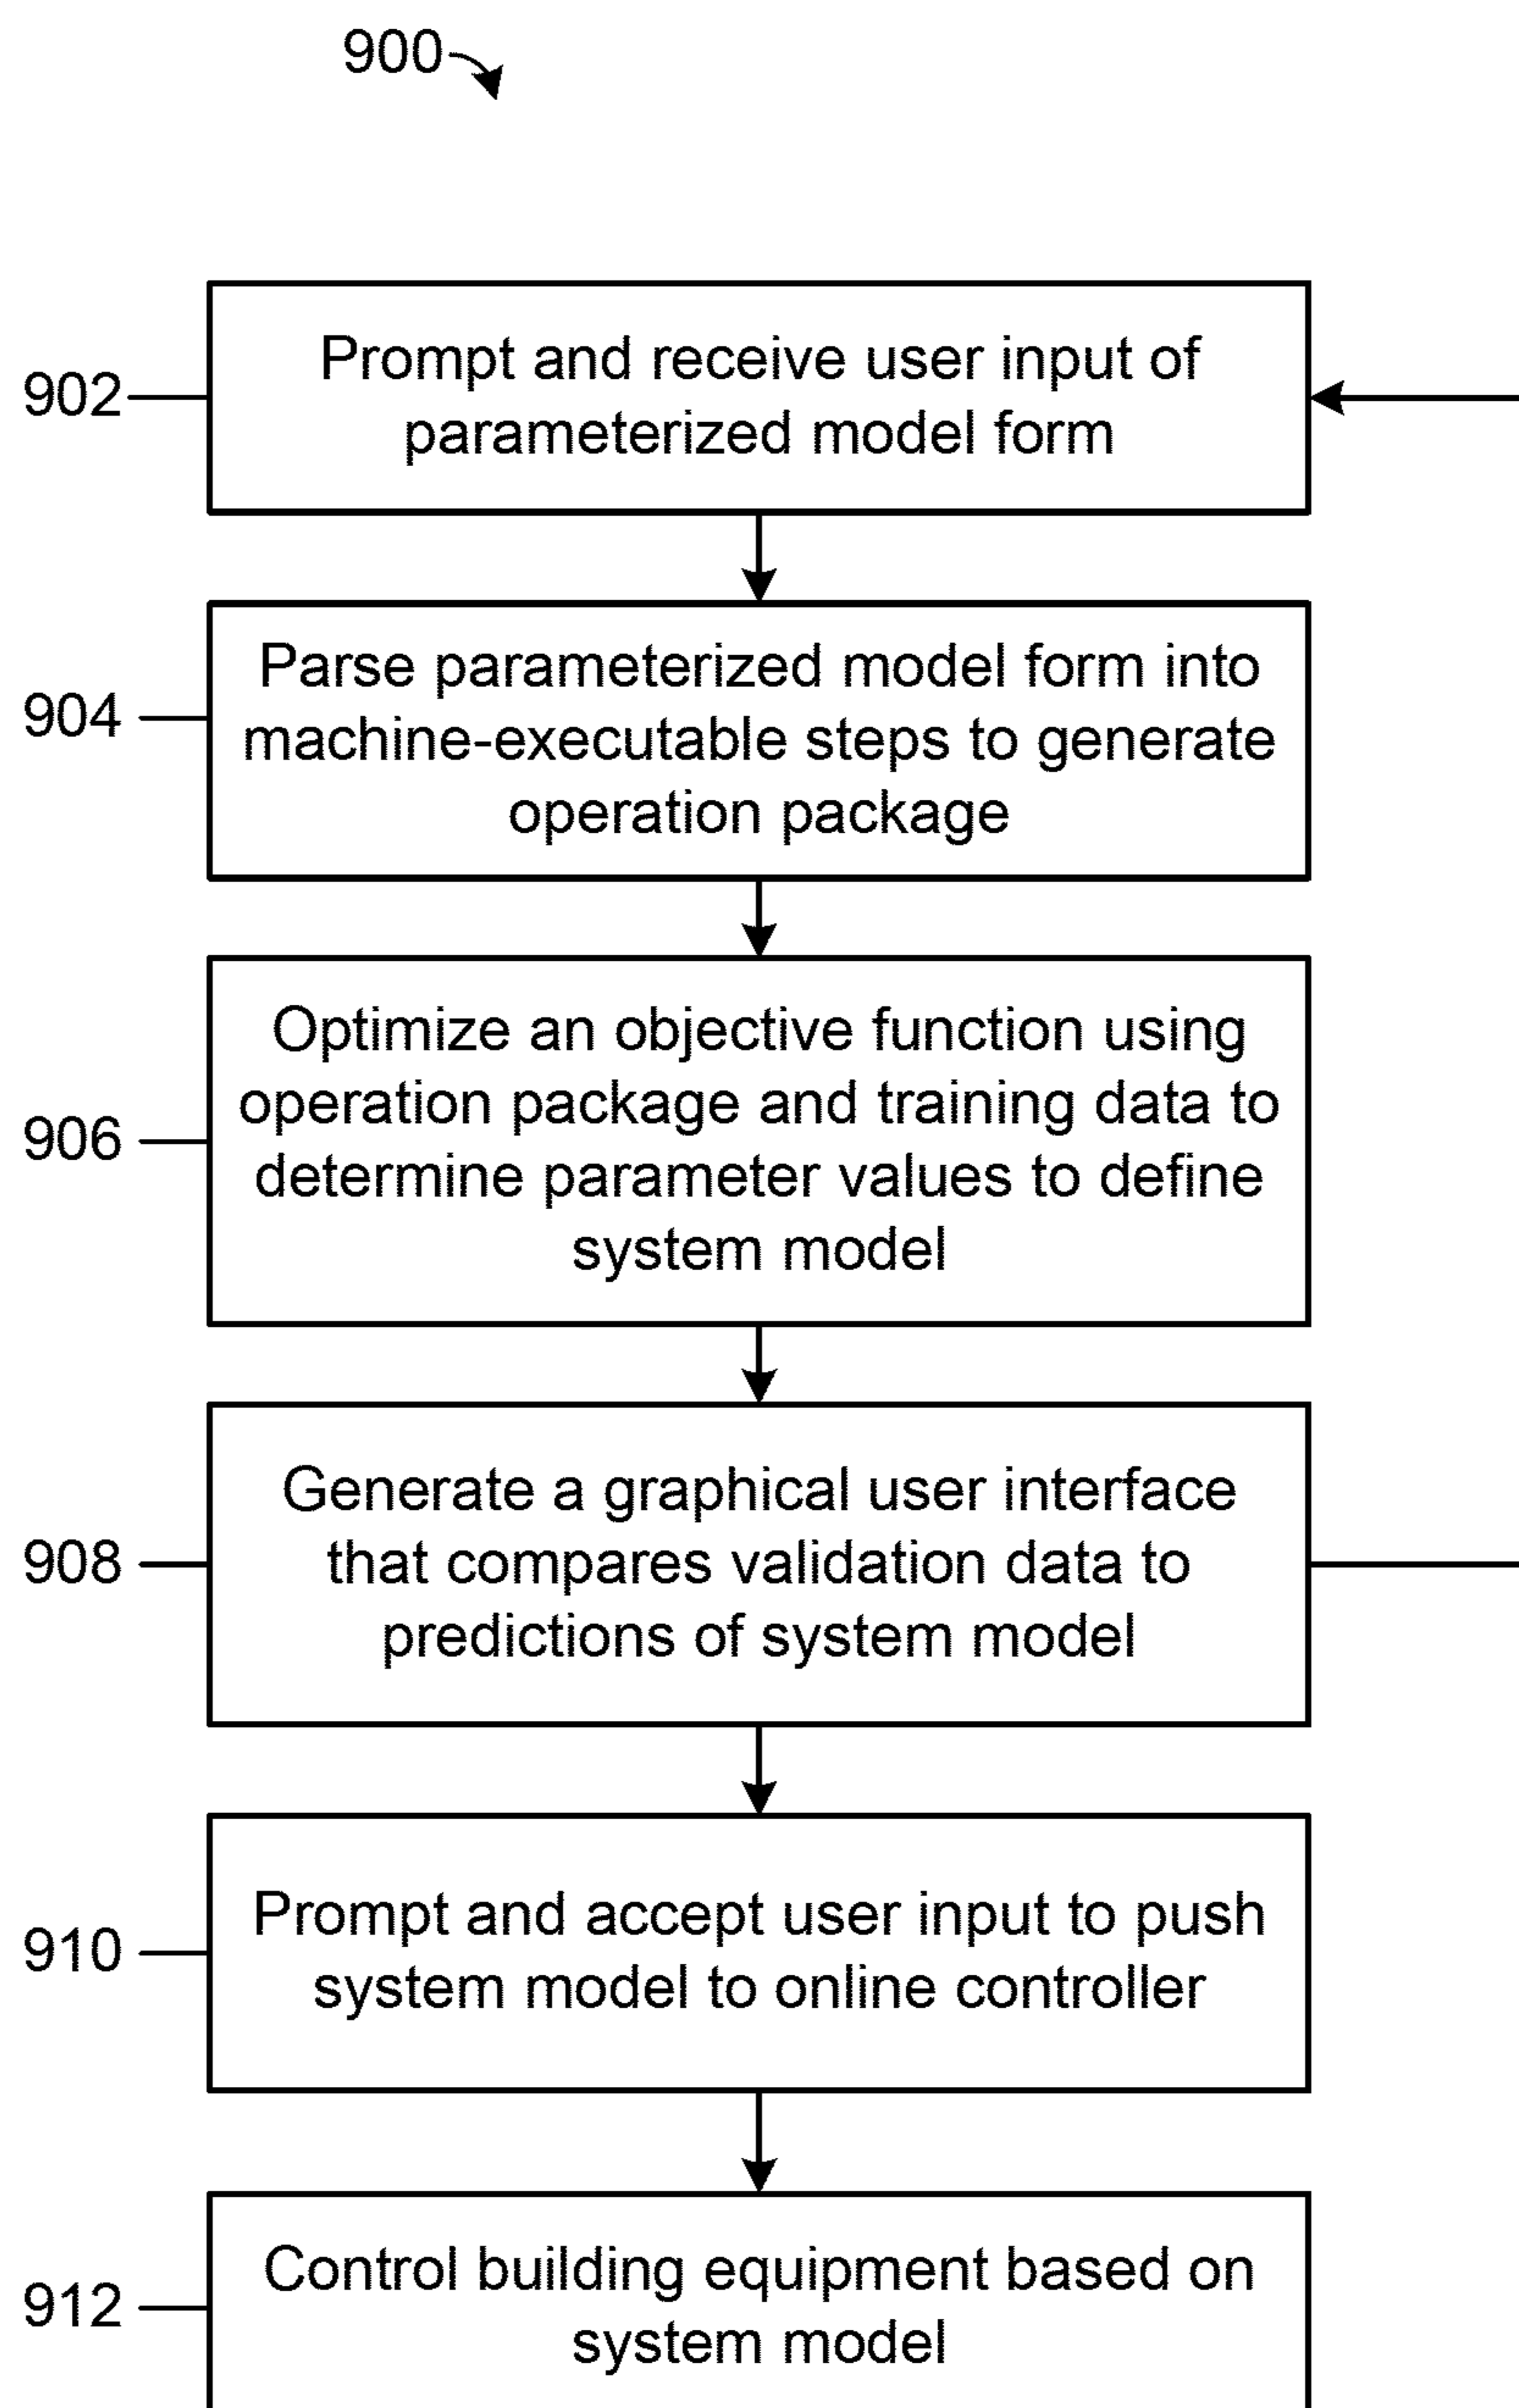 900
902
Prompt and receive user input of
parameterized model form
904
Parse parameterized model form into
machine-executable steps to generate
operation package
906
Optimize an objective function using
operation package and training data to
determine parameter values to define
system model
908
Generate a graphical user interface
that compares validation data to
predictions of system model
910
Prompt and accept user input to push
system model to online controller
912
Control building equipment based on
system model